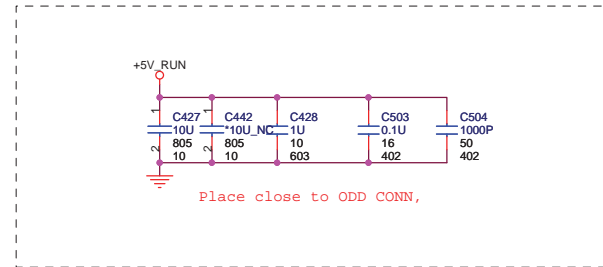 +5V_RUN
1 C427
10U
805
2 10
1 C442
*10U_NC
805
2 10
C428
1U
10
603
C503
0.1U
16
402
C504
1000P
50
402
Place close to ODD CONN,